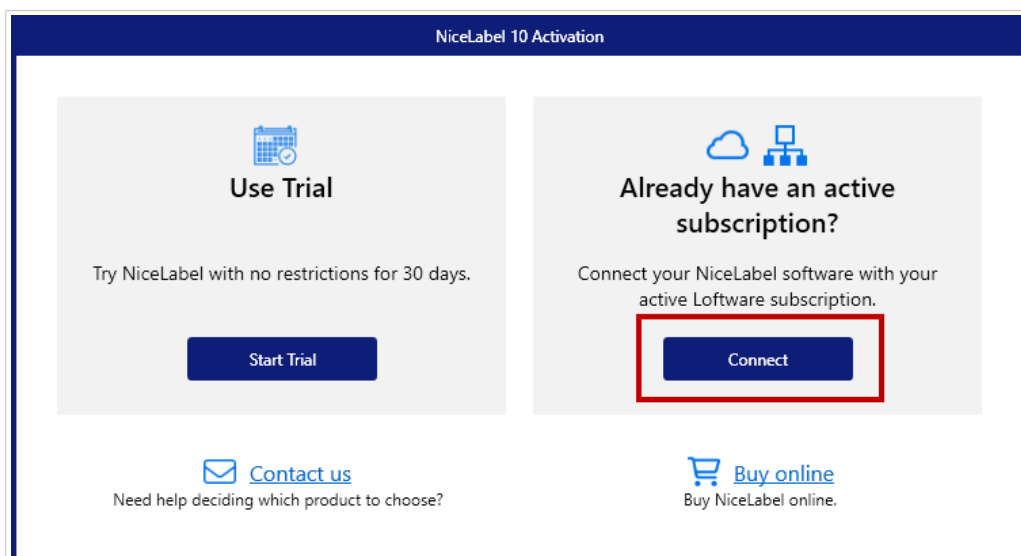 NiceLabel 10 Activation
Use Trial
Try NiceLabel with no restrictions for 30 days.
Start Trial
Already have an active
subscription?
Connect your NiceLabel software with your
active Loftware subscription.
Connect
Contact us
Need help deciding which product to choose?
Buy online
Buy NiceLabel online.